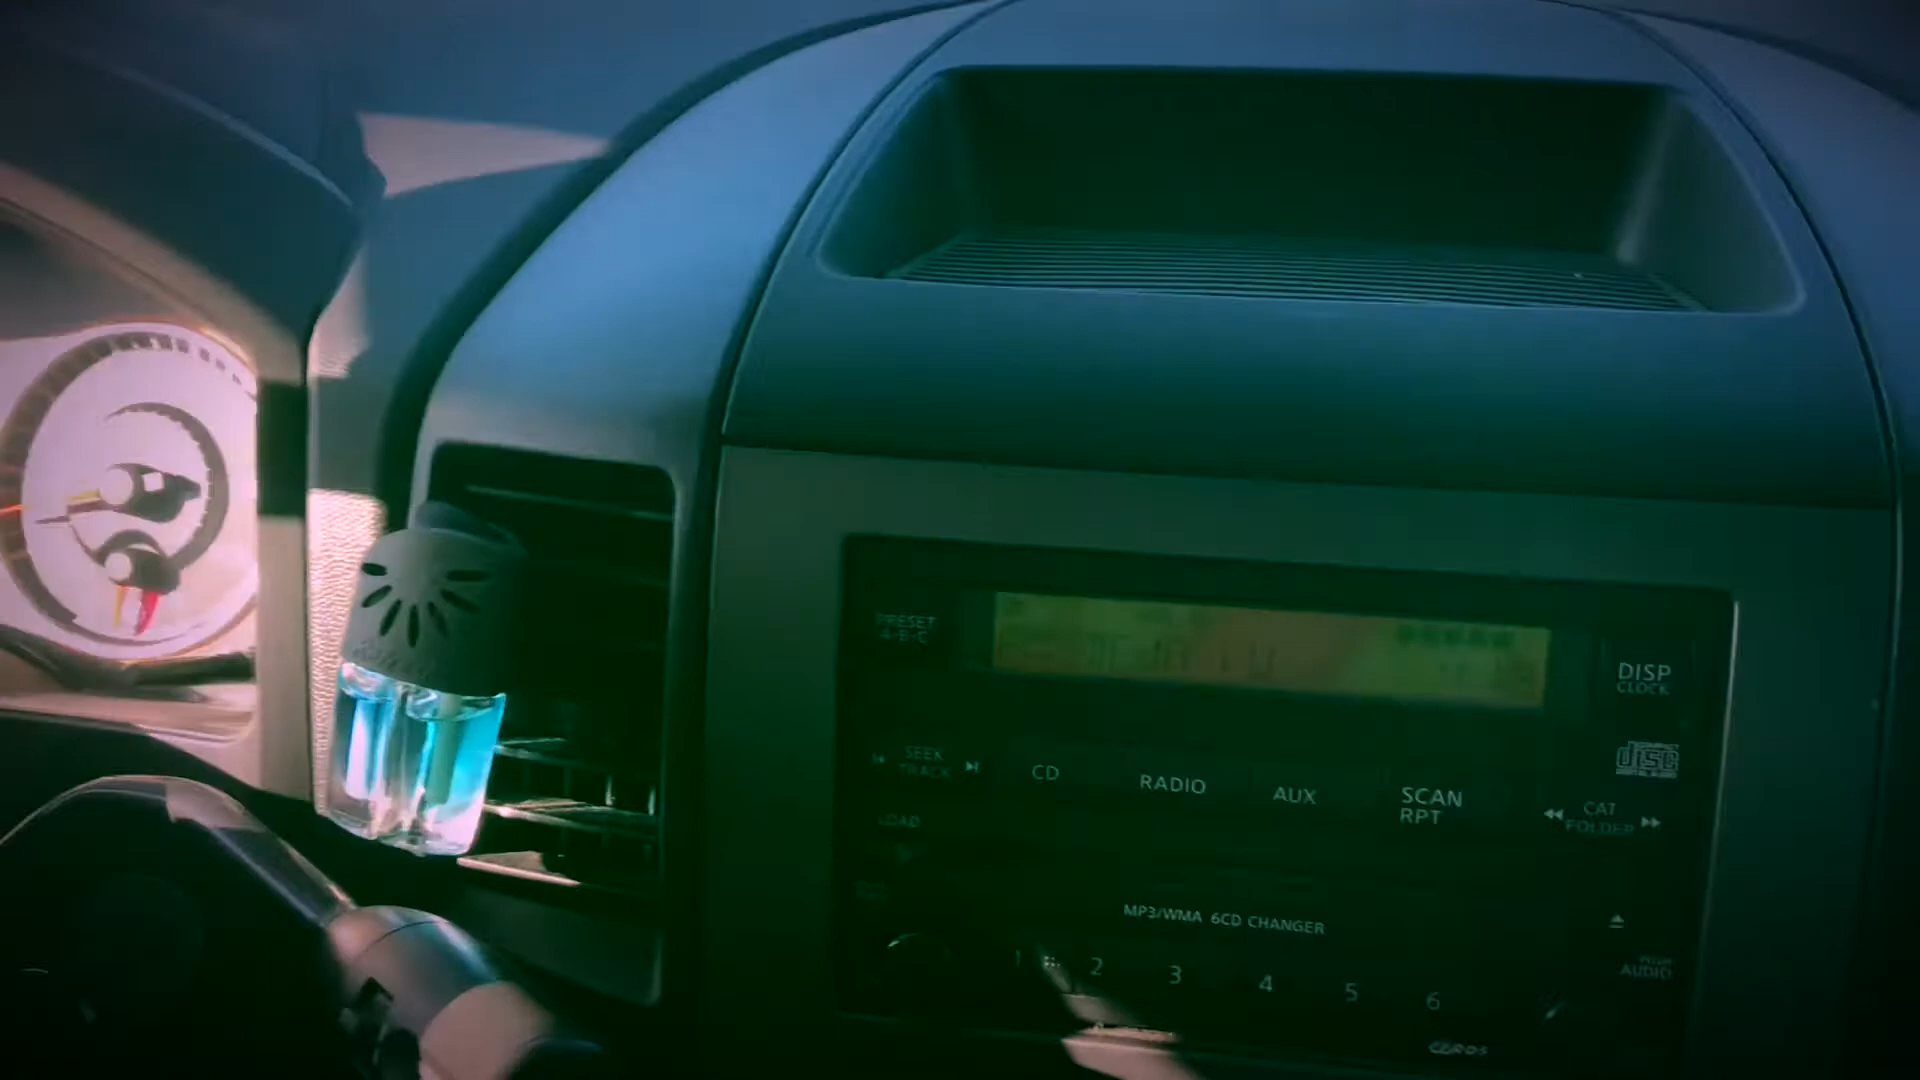 PRESET
A·B·C
DISP
CLOCK
SEEK
TRACK
CD
RADIO
AUX
SCAN
RPT
CAT
FOLDER
disc
LOAD
MP3/WMA 6CD CHANGER
AUDIO
1
2
3
4
5
6